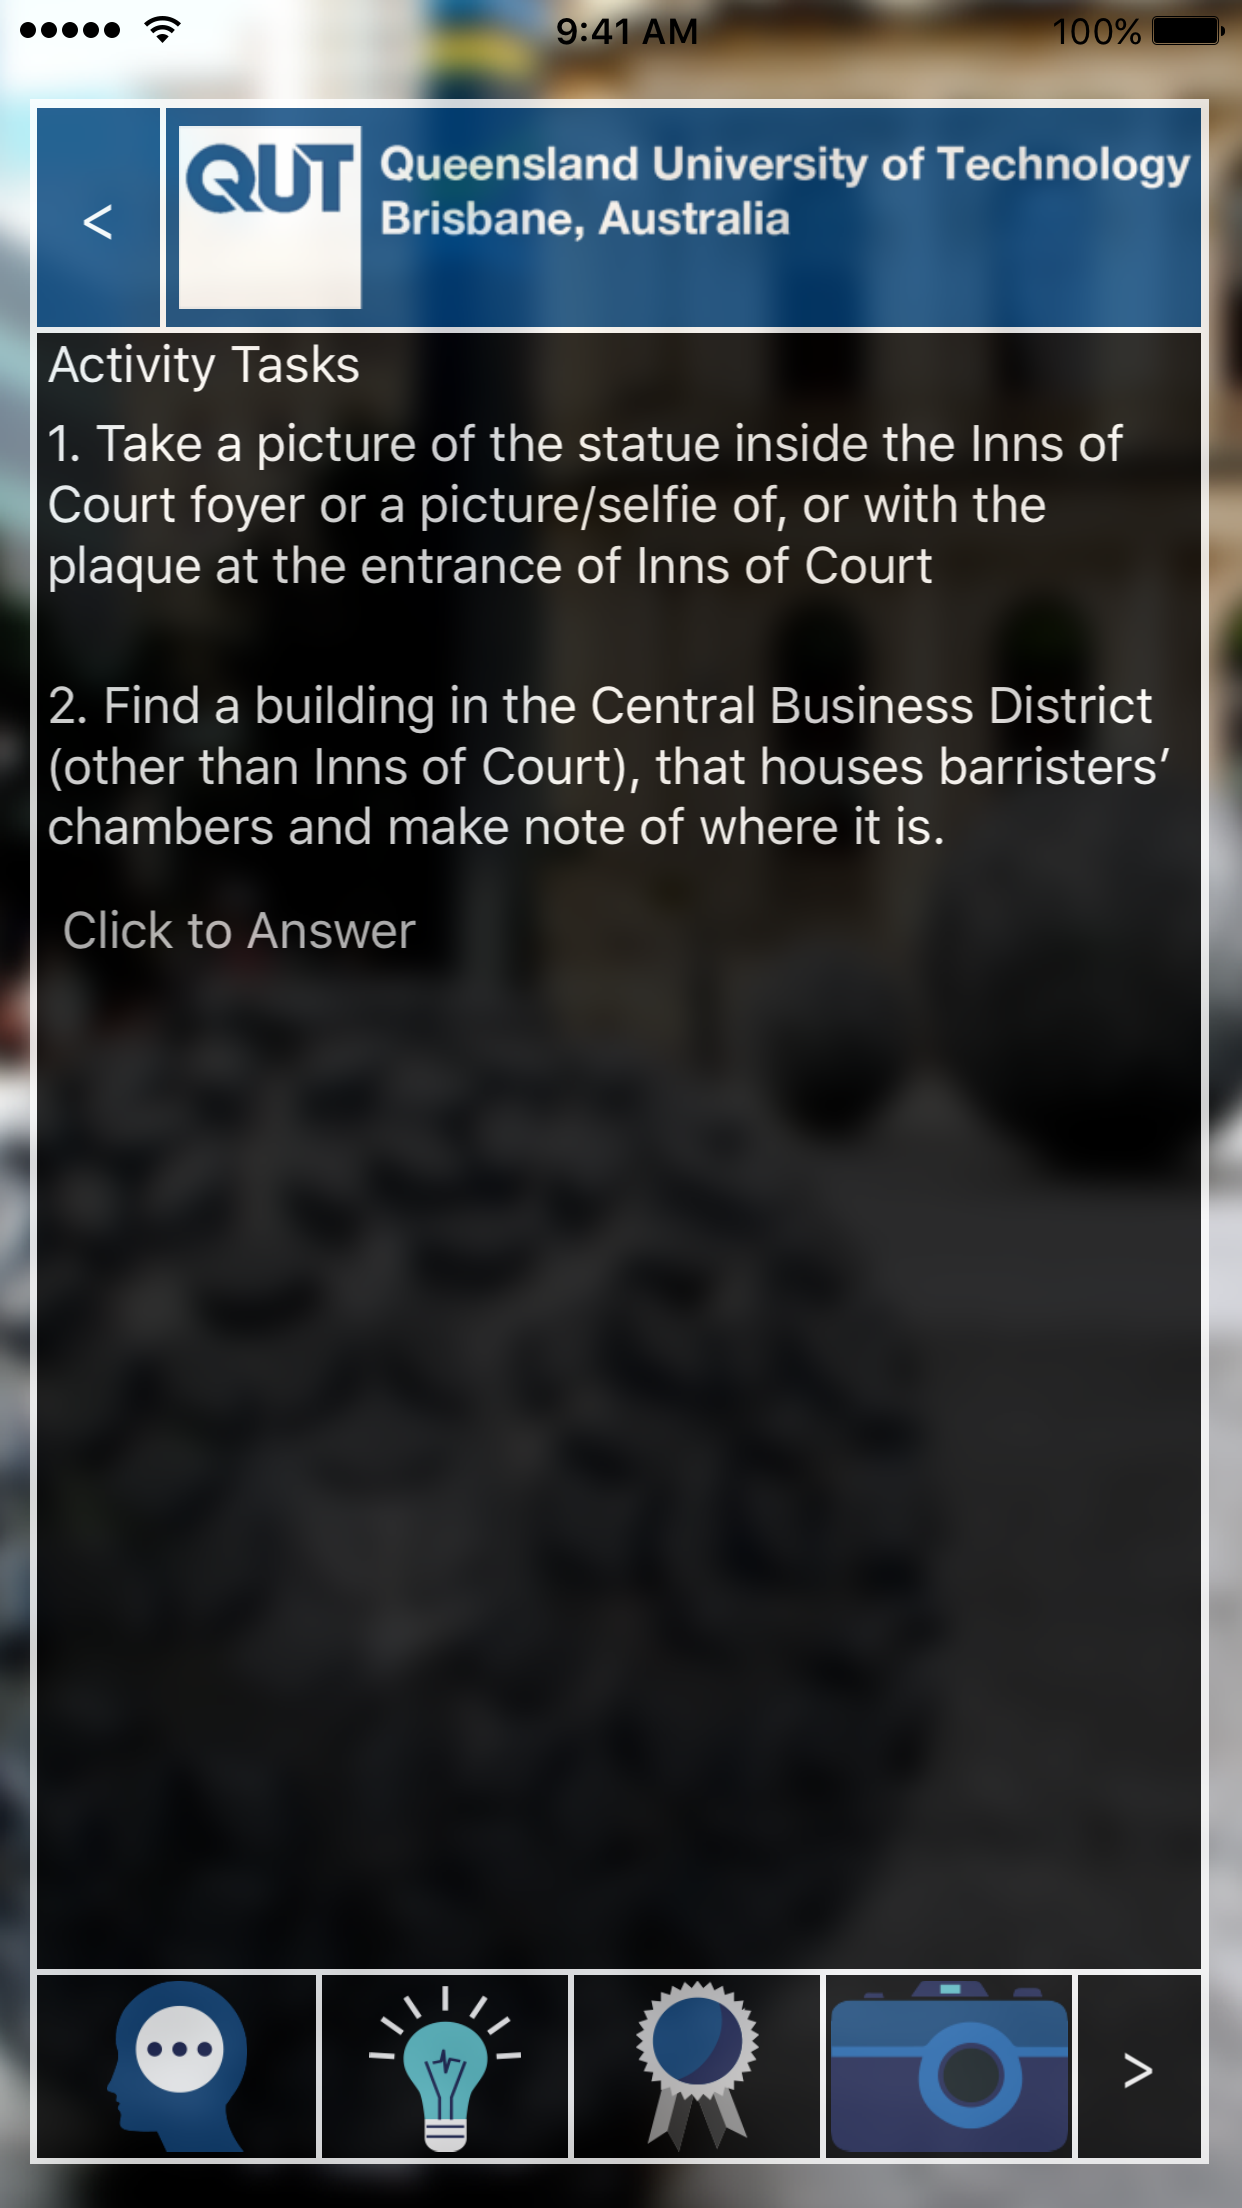 9:41 AM
100%
<
QUT
Queensland University of Technology
Brisbane, Australia
Activity Tasks
1. Take a picture of the statue inside the Inns of
Court foyer or a picture/selfie of, or with the
plaque at the entrance of Inns of Court
2. Find a building in the Central Business District
(other than Inns of Court), that houses barristers’
chambers and make note of where it is.
Click to Answer
>